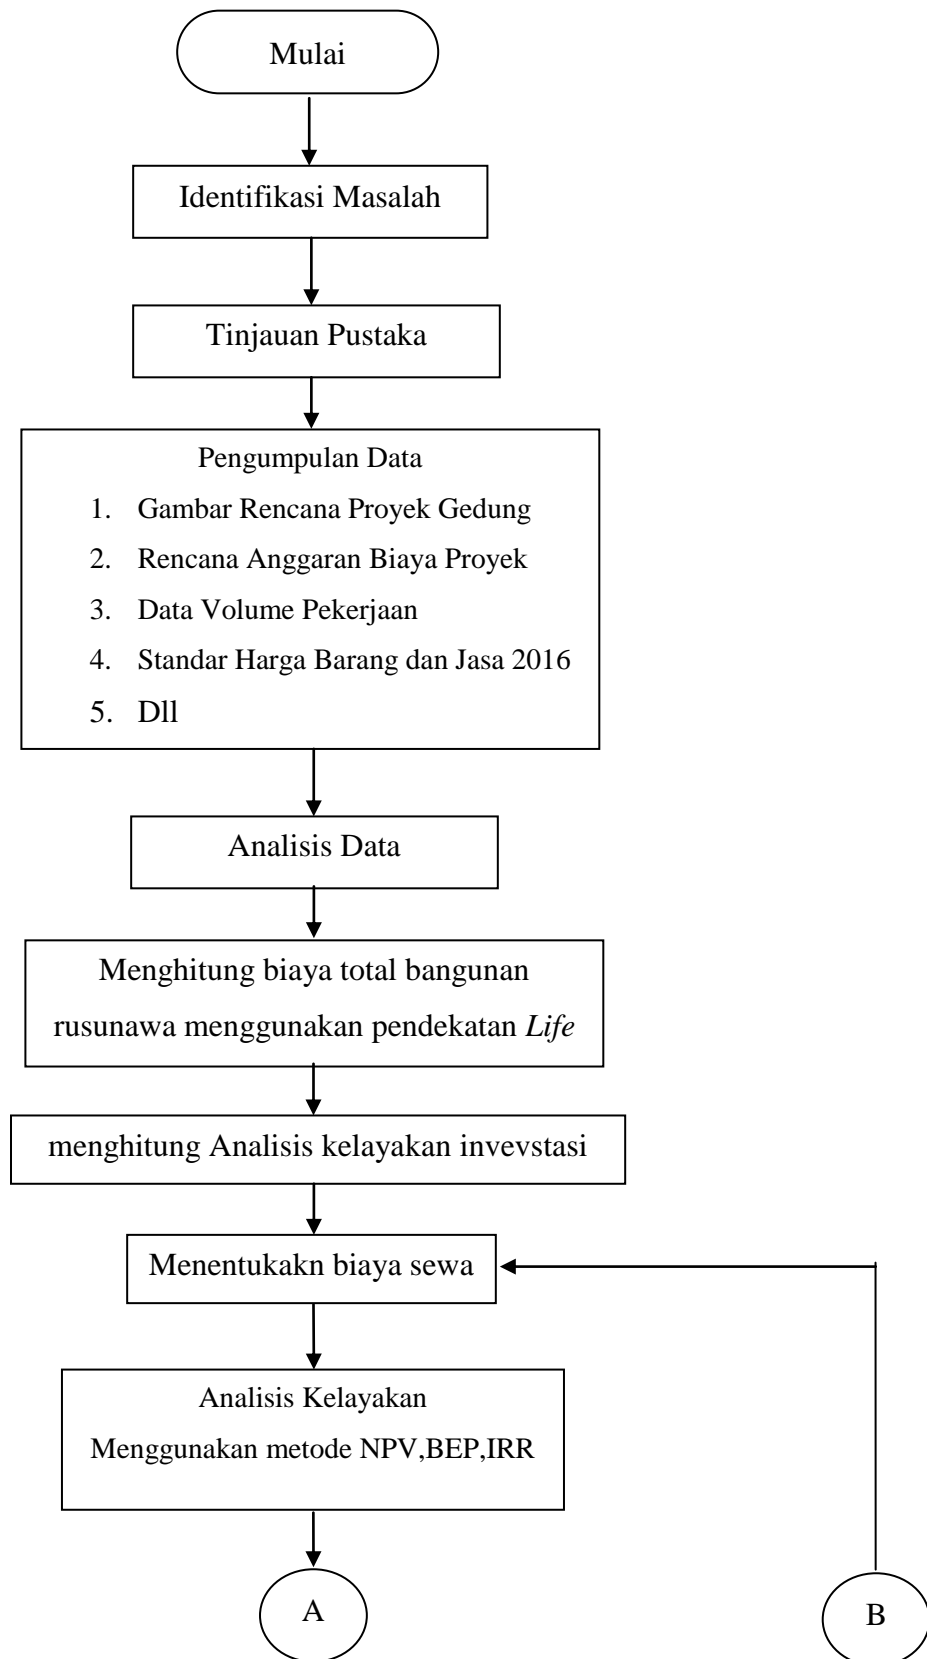 Mulai
Identifikasi Masalah
Tinjauan Pustaka
Pengumpulan Data
1. Gambar Rencana Proyek Gedung
2. Rencana Anggaran Biaya Proyek
3. Data Volume Pekerjaan
4. Standar Harga Barang dan Jasa 2016
5. Dll
Analisis Data
Menghitung biaya total bangunan
rusunawa menggunakan pendekatan Life
menghitung Analisis kelayakan invevstasi
Menentukakn biaya sewa
Analisis Kelayakan
Menggunakan metode NPV,BEP,IRR
A
B